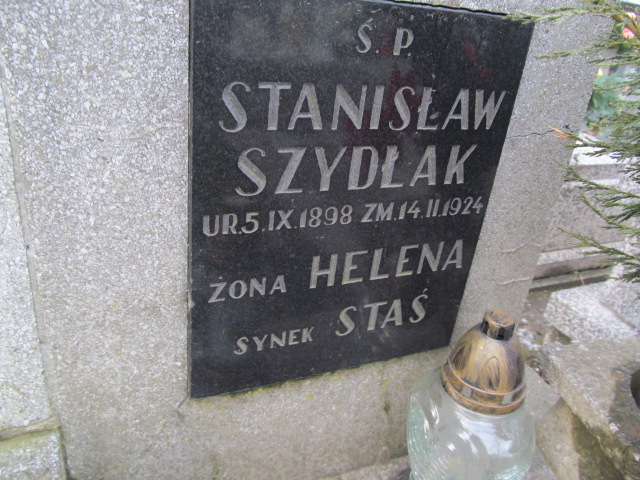 Ś. P.
STANISŁAW
SZYDŁAK
UR.5.IX.1898 ZM.14.II.1924
ŻONA HELENA
SYNEK STAŚ